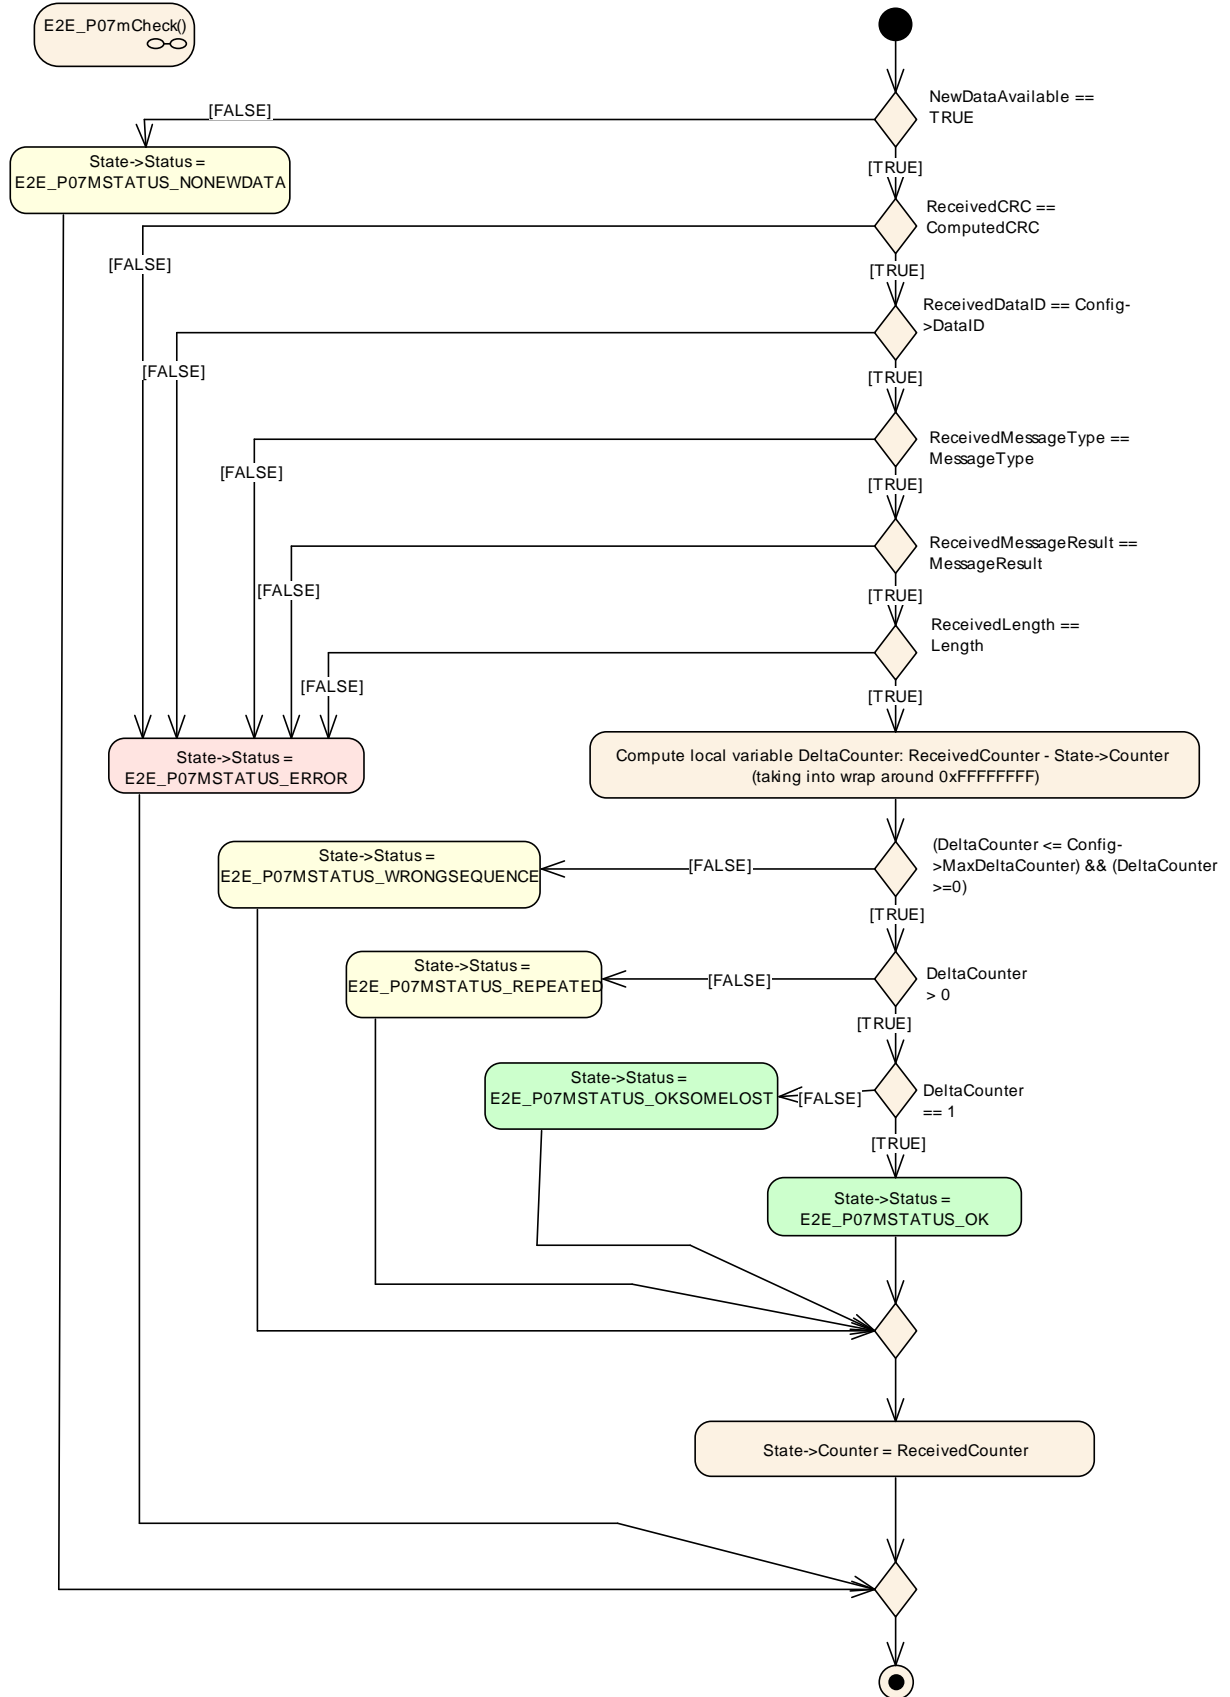 E2E_P07mCheck()
NewDataAvailable ==
TRUE
[FALSE]
State->Status =
E2E_P07MSTATUS_NONEWDATA
[TRUE]
ReceivedCRC ==
ComputedCRC
[FALSE]
[TRUE]
ReceivedDataID == Config-
>DataID
[FALSE]
[TRUE]
ReceivedMessageType ==
MessageType
[FALSE]
[TRUE]
ReceivedMessageResult ==
MessageResult
[FALSE]
[TRUE]
ReceivedLength ==
Length
[FALSE]
[TRUE]
State->Status =
E2E_P07MSTATUS_ERROR
Compute local variable DeltaCounter: ReceivedCounter - State->Counter
(taking into wrap around 0xFFFFFFFF)
(DeltaCounter <= Config-
>MaxDeltaCounter) && (DeltaCounter
>=0)
[FALSE]
State->Status =
E2E_P07MSTATUS_WRONGSEQUENCE
[TRUE]
DeltaCounter
> 0
[FALSE]
State->Status =
E2E_P07MSTATUS_REPEATED
[TRUE]
DeltaCounter
== 1
[FALSE]
State->Status =
E2E_P07MSTATUS_OKSOMELOST
[TRUE]
State->Status =
E2E_P07MSTATUS_OK
State->Counter = ReceivedCounter